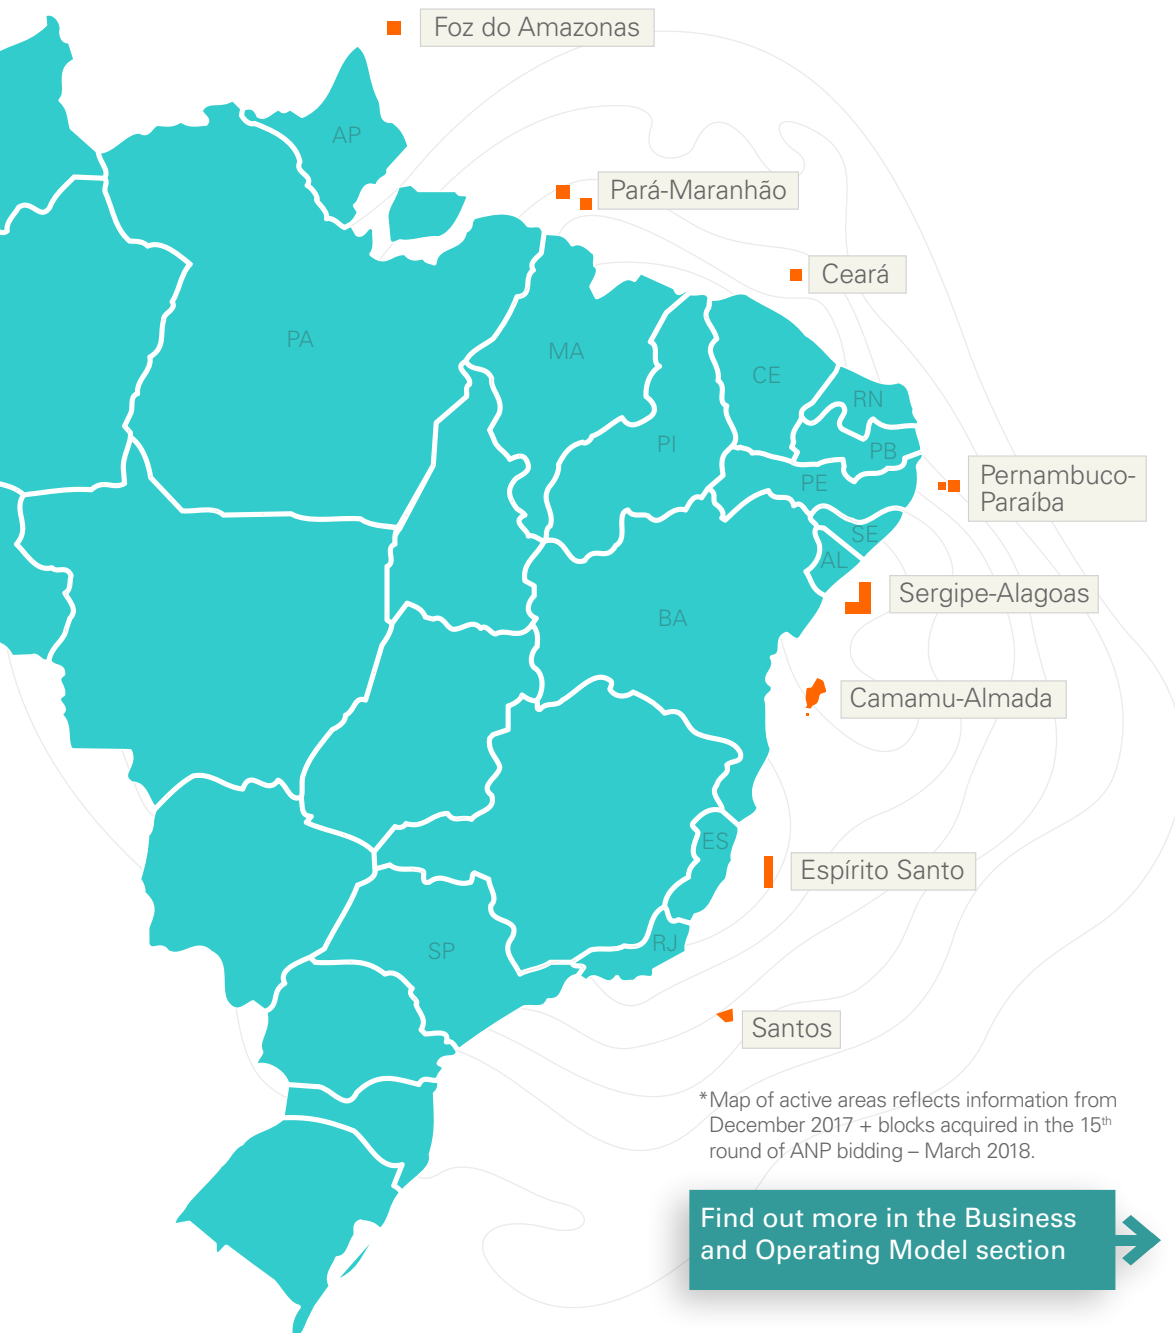 Foz do Amazonas
AP
Pará-Maranhão
Ceará
PA
MA
CE
RN
PI
PB
PE
Pernambuco-
Paraíba
SE
AL
Sergipe-Alagoas
BA
Camamu-Almada
ES
Espírito Santo
RJ
SP
Santos
*Map of active areas reflects information from
December 2017 + blocks acquired in the 15th
round of ANP bidding – March 2018.
Find out more in the Business
and Operating Model section